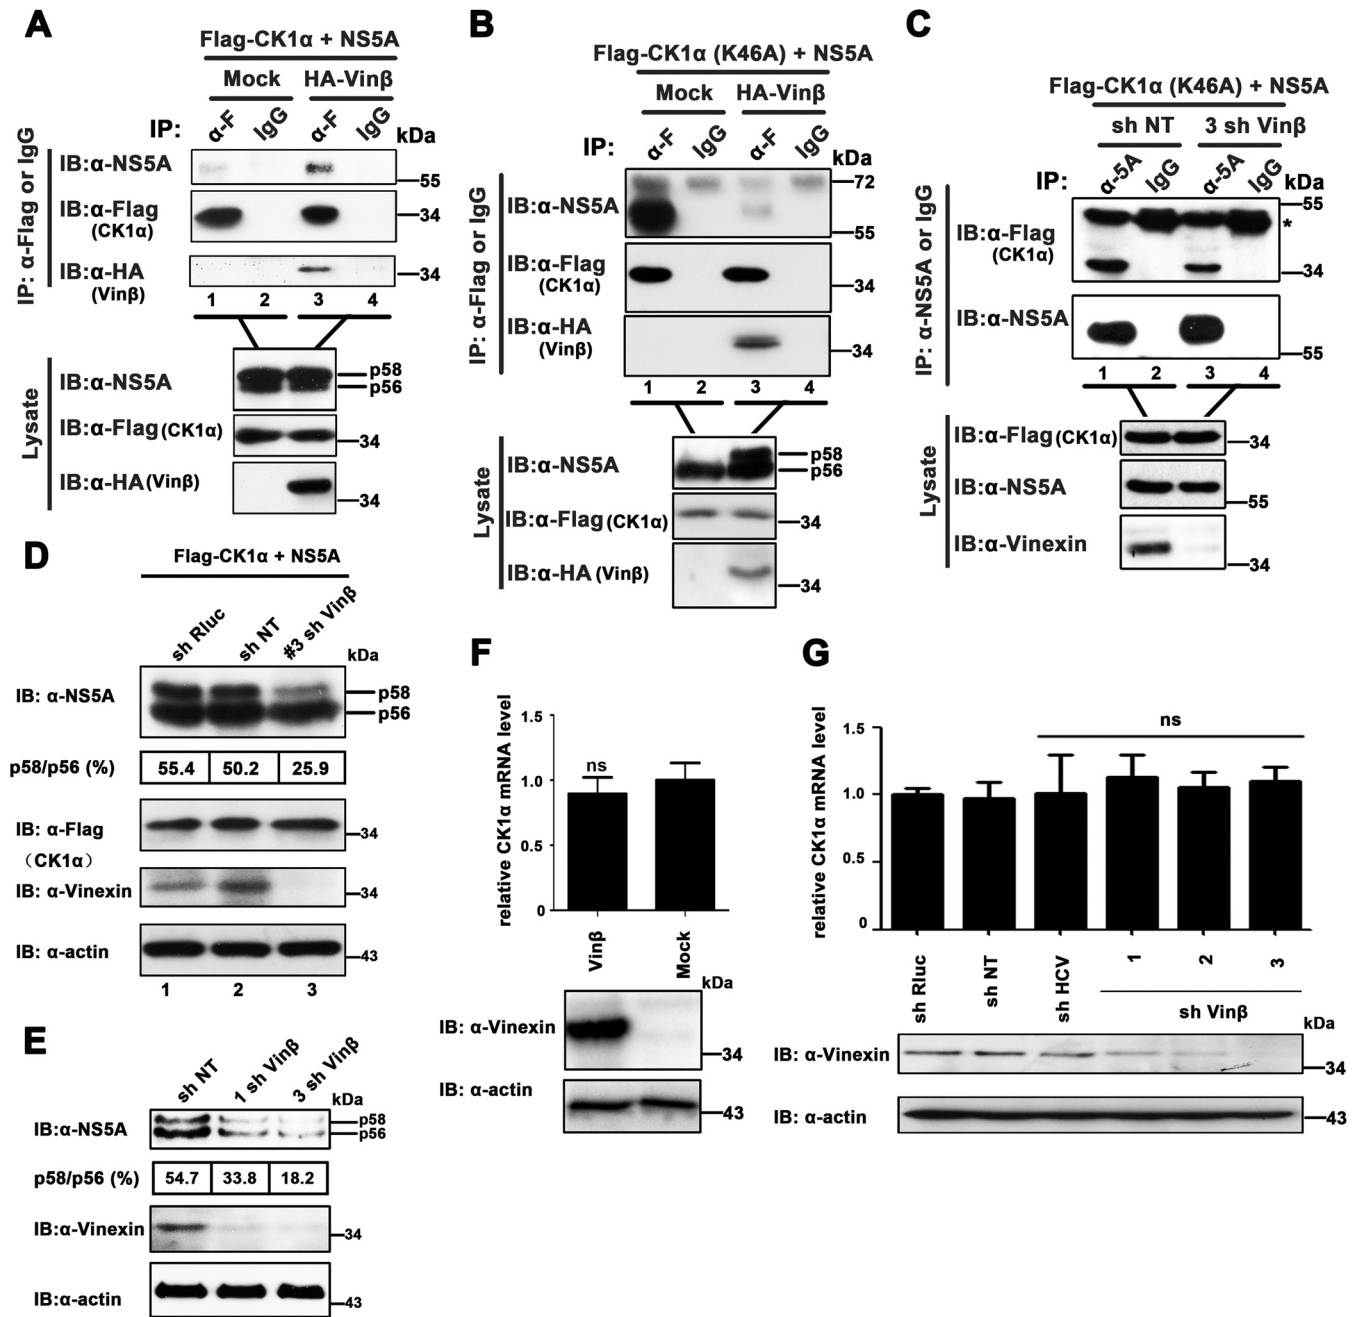 A
Flag-CK1α + NS5A
Mock HA-Vinβ
IP: α-F IgG α-F IgG kDa
IP: α-Flag or IgG
IB:α-NS5A
55
IB:α-Flag 34
(CK1α)
IB:α-HA 34
(Vinβ)
1 2 3 4
Lysate
IB:α-NS5A p58
p56
IB:α-Flag (CK1α) 34
IB:α-HA (Vinβ)
34
B
Flag-CK1α (K46A) + NS5A
Mock HA-Vinβ
IP: α-F IgG α-F IgG kDa
IP: α-Flag or IgG
72
IB:α-NS5A
55
IB:α-Flag
(CK1α) 34
IB:α-HA
(Vinβ) 34
1 2 3 4
Lysate
IB:α-NS5A p58
p56
IB:α-Flag (CK1α) 34
IB:α-HA (Vinβ)
34
C
Flag-CK1α (K46A) + NS5A
sh NT 3 sh Vinβ
IP: α-5A IgG α-5A IgG kDa
IP: α-NS5A or IgG
55
*
IB:α-Flag
(CK1α)
34
IB:α-NS5A
55
1 2 3 4
Lysate
IB:α-Flag (CK1α) 34
IB:α-NS5A
55
IB:α-Vinexin
34
D
Flag-CK1α + NS5A
sh Rluc sh NT #3 sh Vinβ
kDa
IB: α-NS5A p58
p56
p58/p56 (%) 55.4 50.2 25.9
IB: α-Flag 34
(CK1α)
IB: α-Vinexin 34
IB: α-actin 43
1 2 3
E
sh NT 1 sh Vinβ 3 sh Vinβ
kDa
IB:α-NS5A p58
p56
p58/p56 (%) 54.7 33.8 18.2
IB:α-Vinexin 34
IB:α-actin 43
F
relative CK1α mRNA level
1.5
1.0
0.5
0
ns
Vinβ Mock
kDa
IB: α-Vinexin
34
IB: α-actin
43
G
relative CK1α mRNA level
1.5
1.0
0.5
0
ns
sh Rluc sh NT sh HCV 1 2 3
sh Vinβ
kDa
IB: α-Vinexin
34
IB: α-actin 43